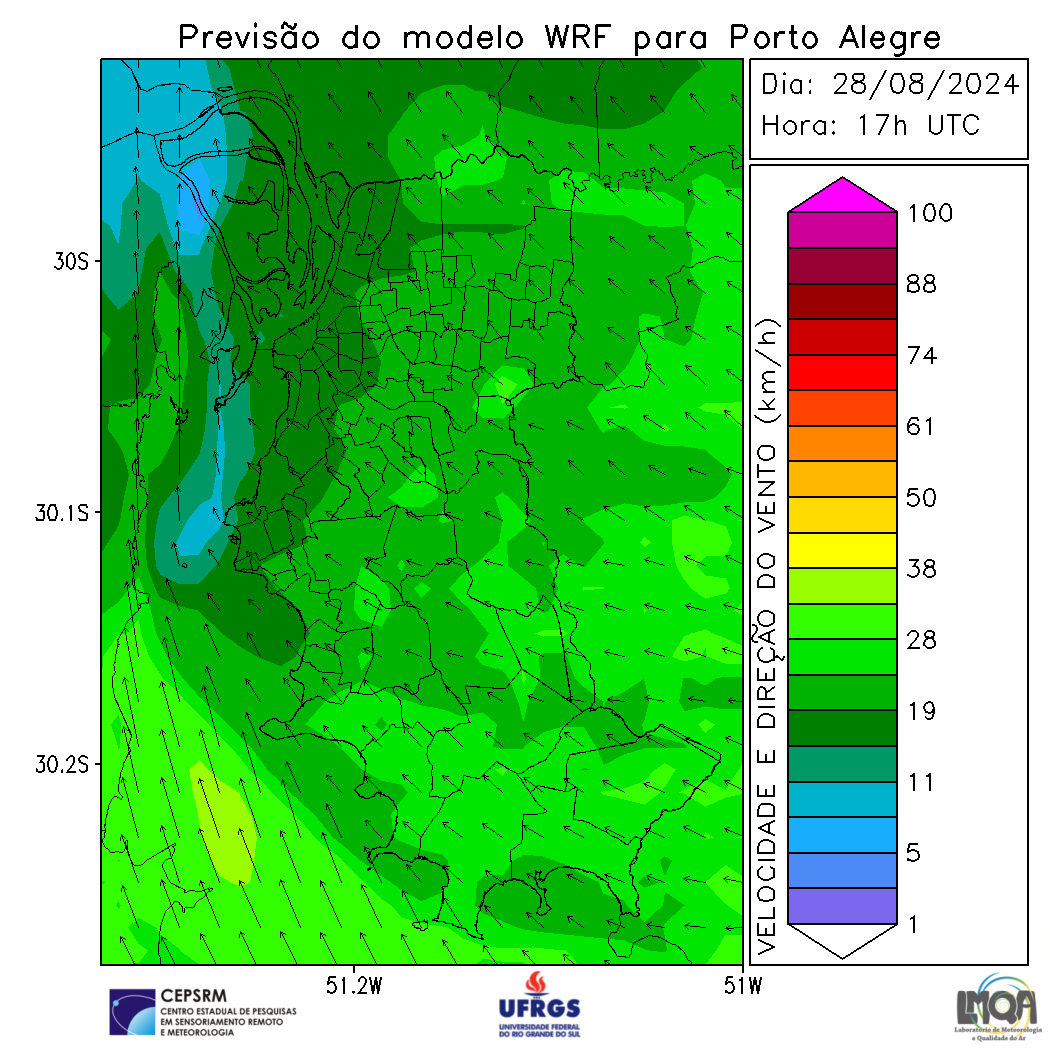 Previsão do modelo WRF para Porto Alegre
Dia: 28/08/2024
Hora: 17h UTC
30S
30.1S
30.2S
51.2W
51W
VELOCIDADE E DIREÇÃO DO VENTO (km/h)
100
88
74
61
50
38
28
19
11
5
1
CEPSRM
CENTRO ESTADUAL DE PESQUISAS
EM SENSORIAMENTO REMOTO
E METEOROLOGIA
UFRGS
UNIVERSIDADE FEDERAL
DO RIO GRANDE DO SUL
LMQA
Laboratório de Meteorologia
e Qualidade do Ar